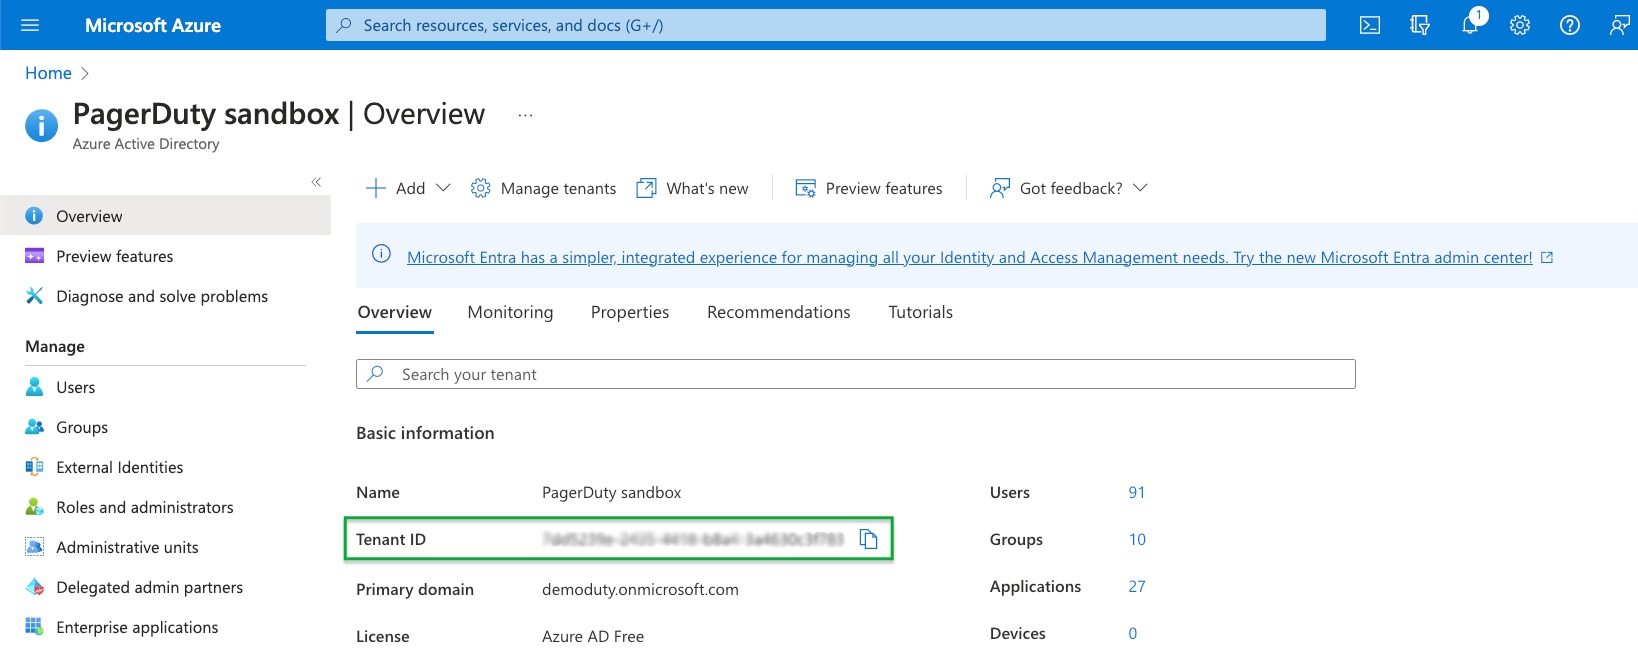 Microsoft Azure
Search resources, services, and docs (G+/)
1
Home
PagerDuty sandbox | Overview ...
Azure Active Directory
Add
Manage tenants
What's new
Preview features
Got feedback?
Overview
Preview features
Diagnose and solve problems
Manage
Users
Groups
External Identities
Roles and administrators
Administrative units
Delegated admin partners
Enterprise applications
Microsoft Entra has a simpler, integrated experience for managing all your Identity and Access Management needs. Try the new Microsoft Entra admin center!
Overview Monitoring Properties Recommendations Tutorials
Search your tenant
Basic information
Name PagerDuty sandbox
Tenant ID
Primary domain demoduty.onmicrosoft.com
License Azure AD Free
Users 91
Groups 10
Applications 27
Devices 0